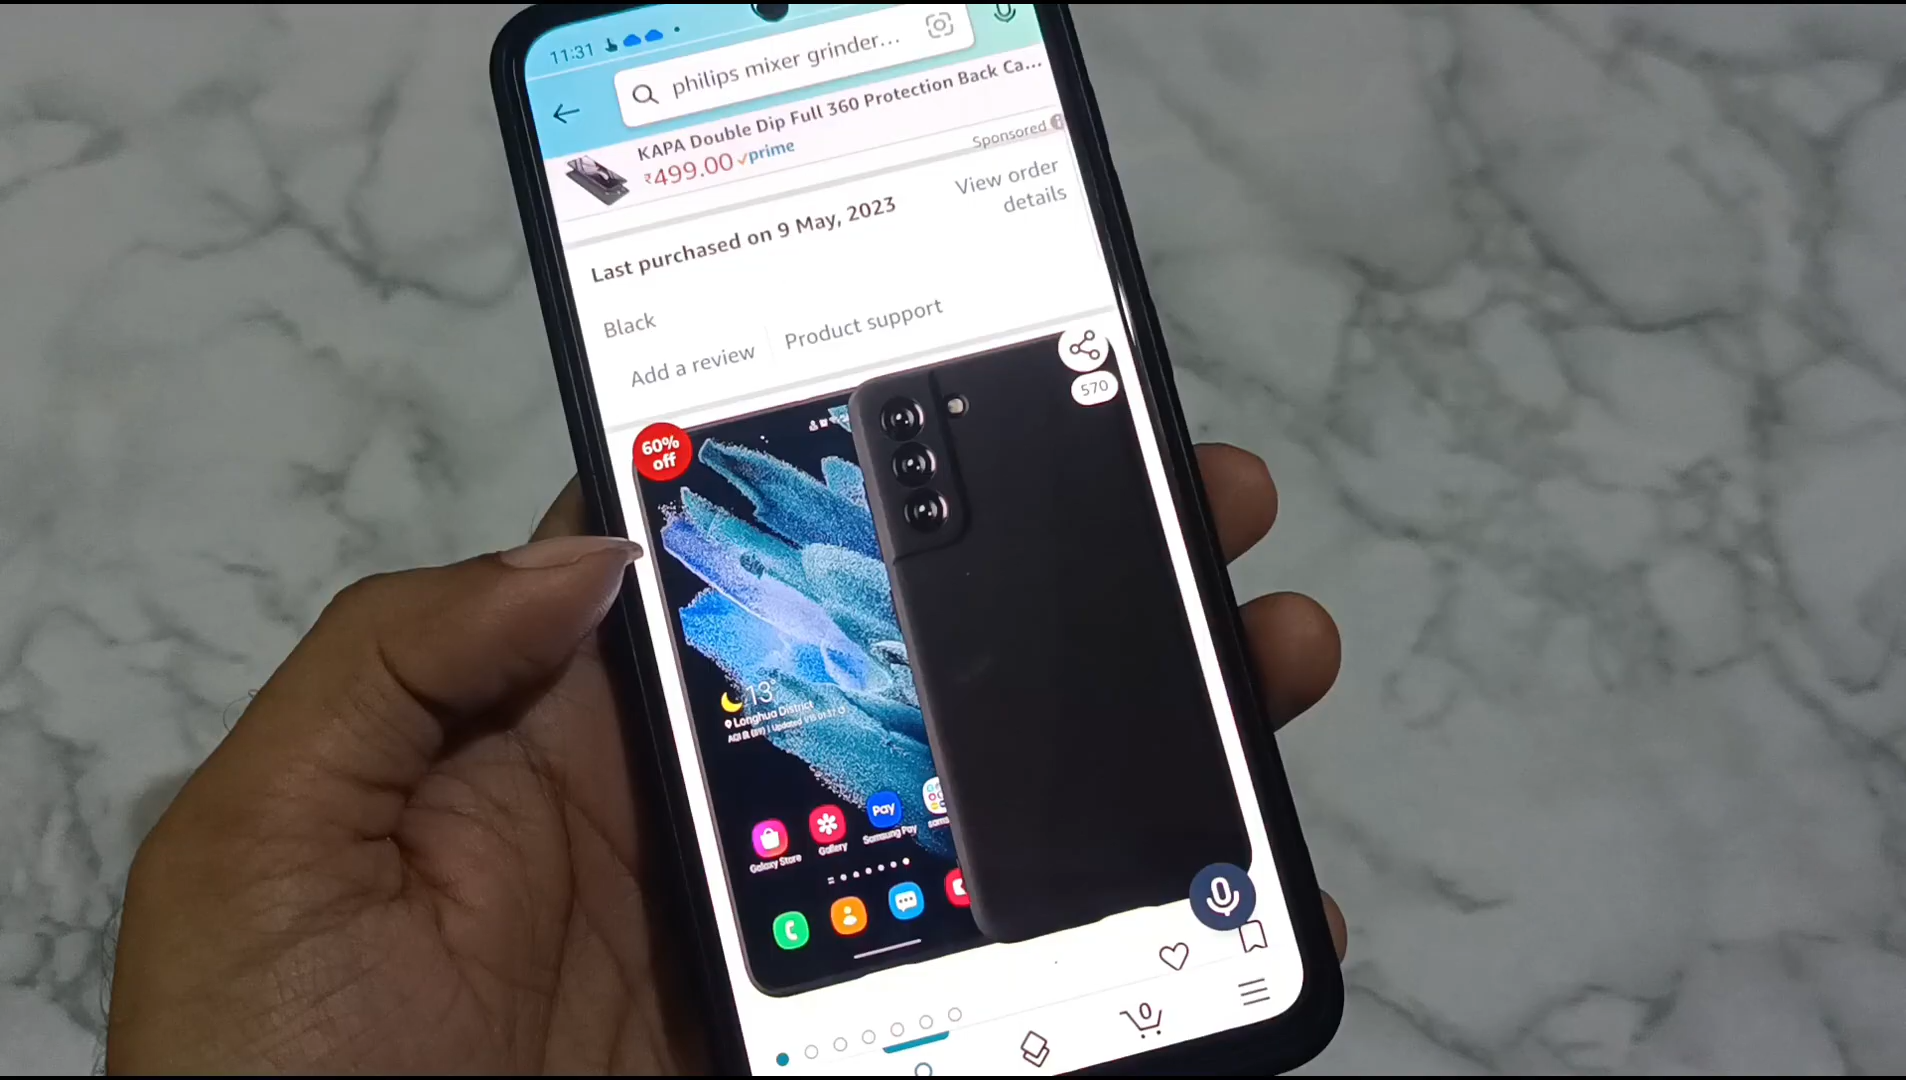 11:31
philips mixer grinder...
KAPA Double Dip Full 360 Protection Back Ca...
₹499.00 prime
Sponsored
View order
details
Last purchased on 9 May, 2023
Black
Add a review
Product support
570
60%
off
13°
Longhua District
Pay
Galaxy Store
Gallery
Samsung Pay
0